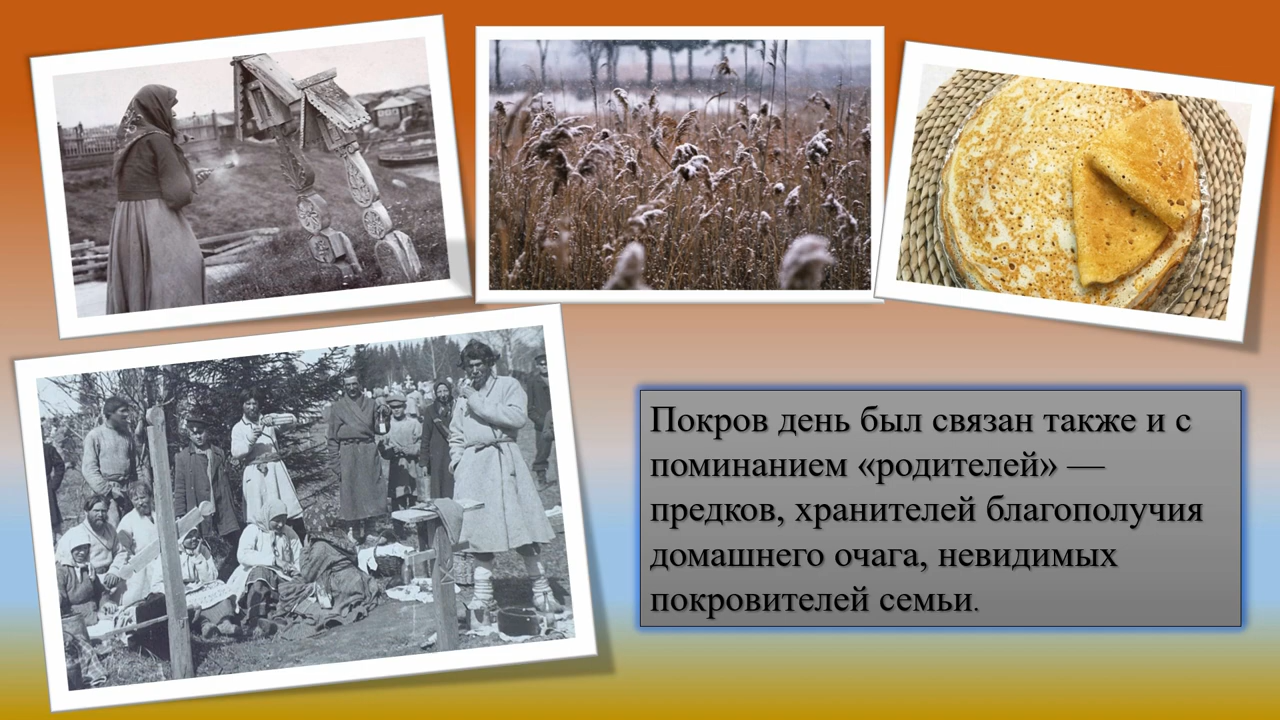 Покров день был связан также и с
поминанием «родителей» —
предков, хранителей благополучия
домашнего очага, невидимых
покровителей семьи.